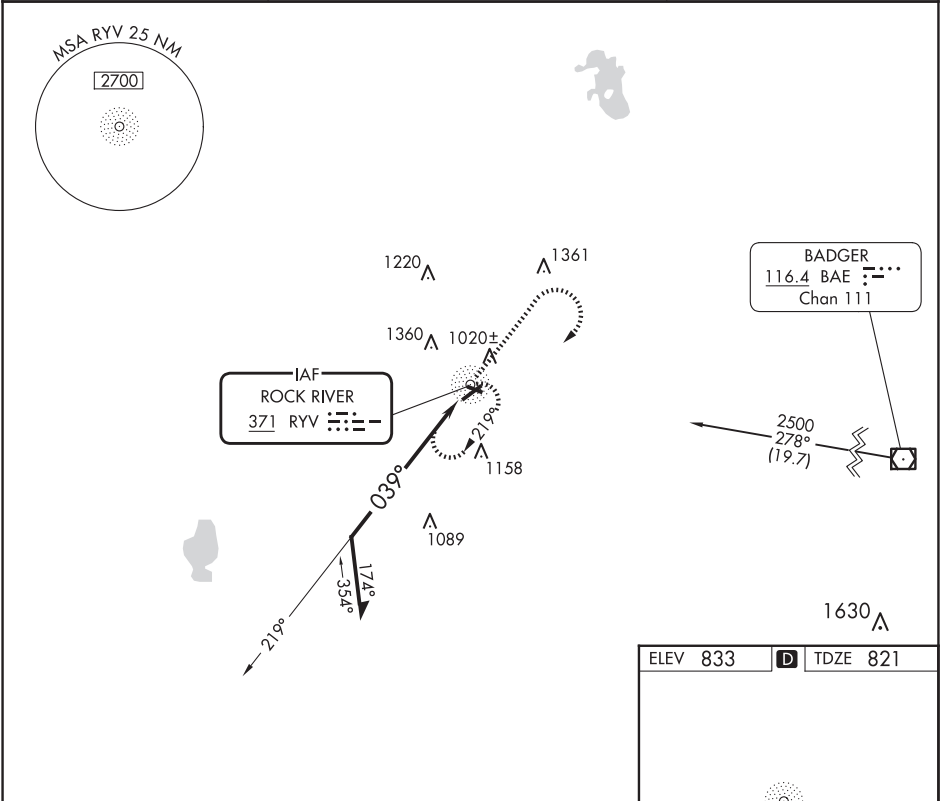 MSA RYV 25 NM
2700
1220
1361
1360
1020±
IAF
ROCK RIVER
371 RYV
BADGER
116.4 BAE
Chan 111
2500
278°
(19.7)
219°
1158
039°
1089
174°
354°
219°
1630
ELEV 833 D TDZE 821